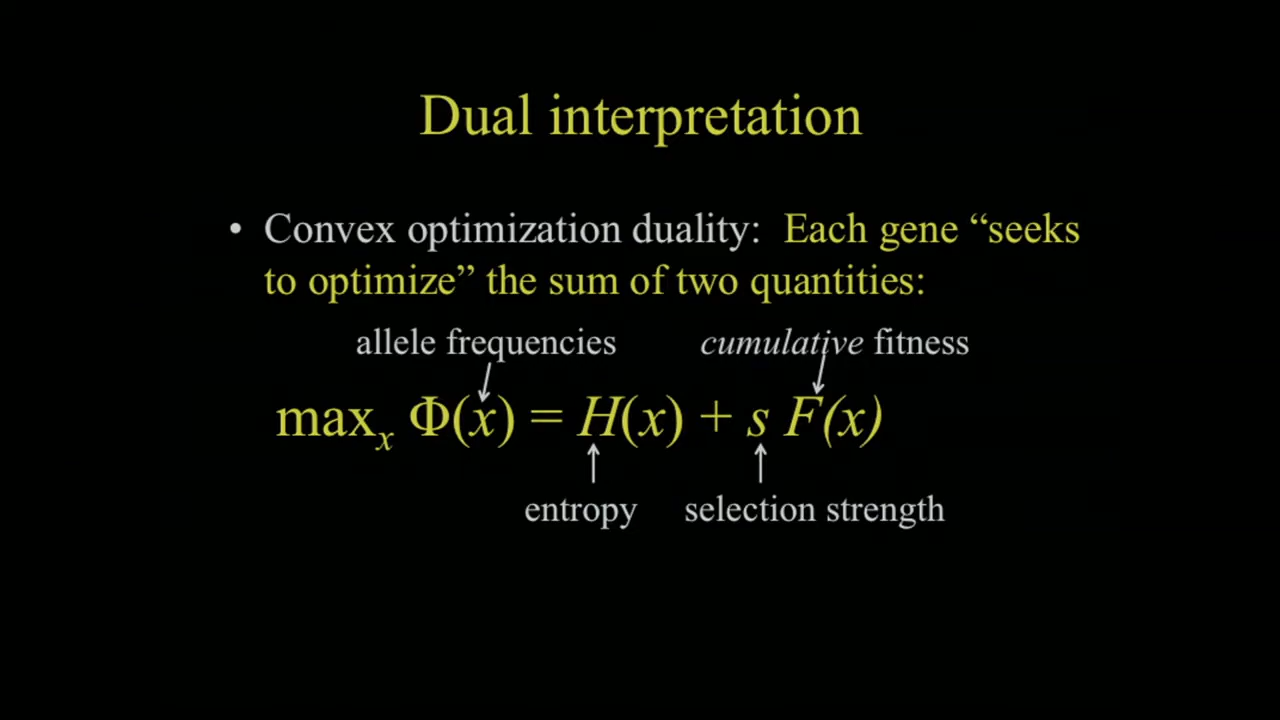 Dual interpretation
• Convex optimization duality: Each gene “seeks
to optimize” the sum of two quantities:
allele frequencies cumulative fitness
maxₓ Φ(x) = H(x) + s F(x)
entropy selection strength